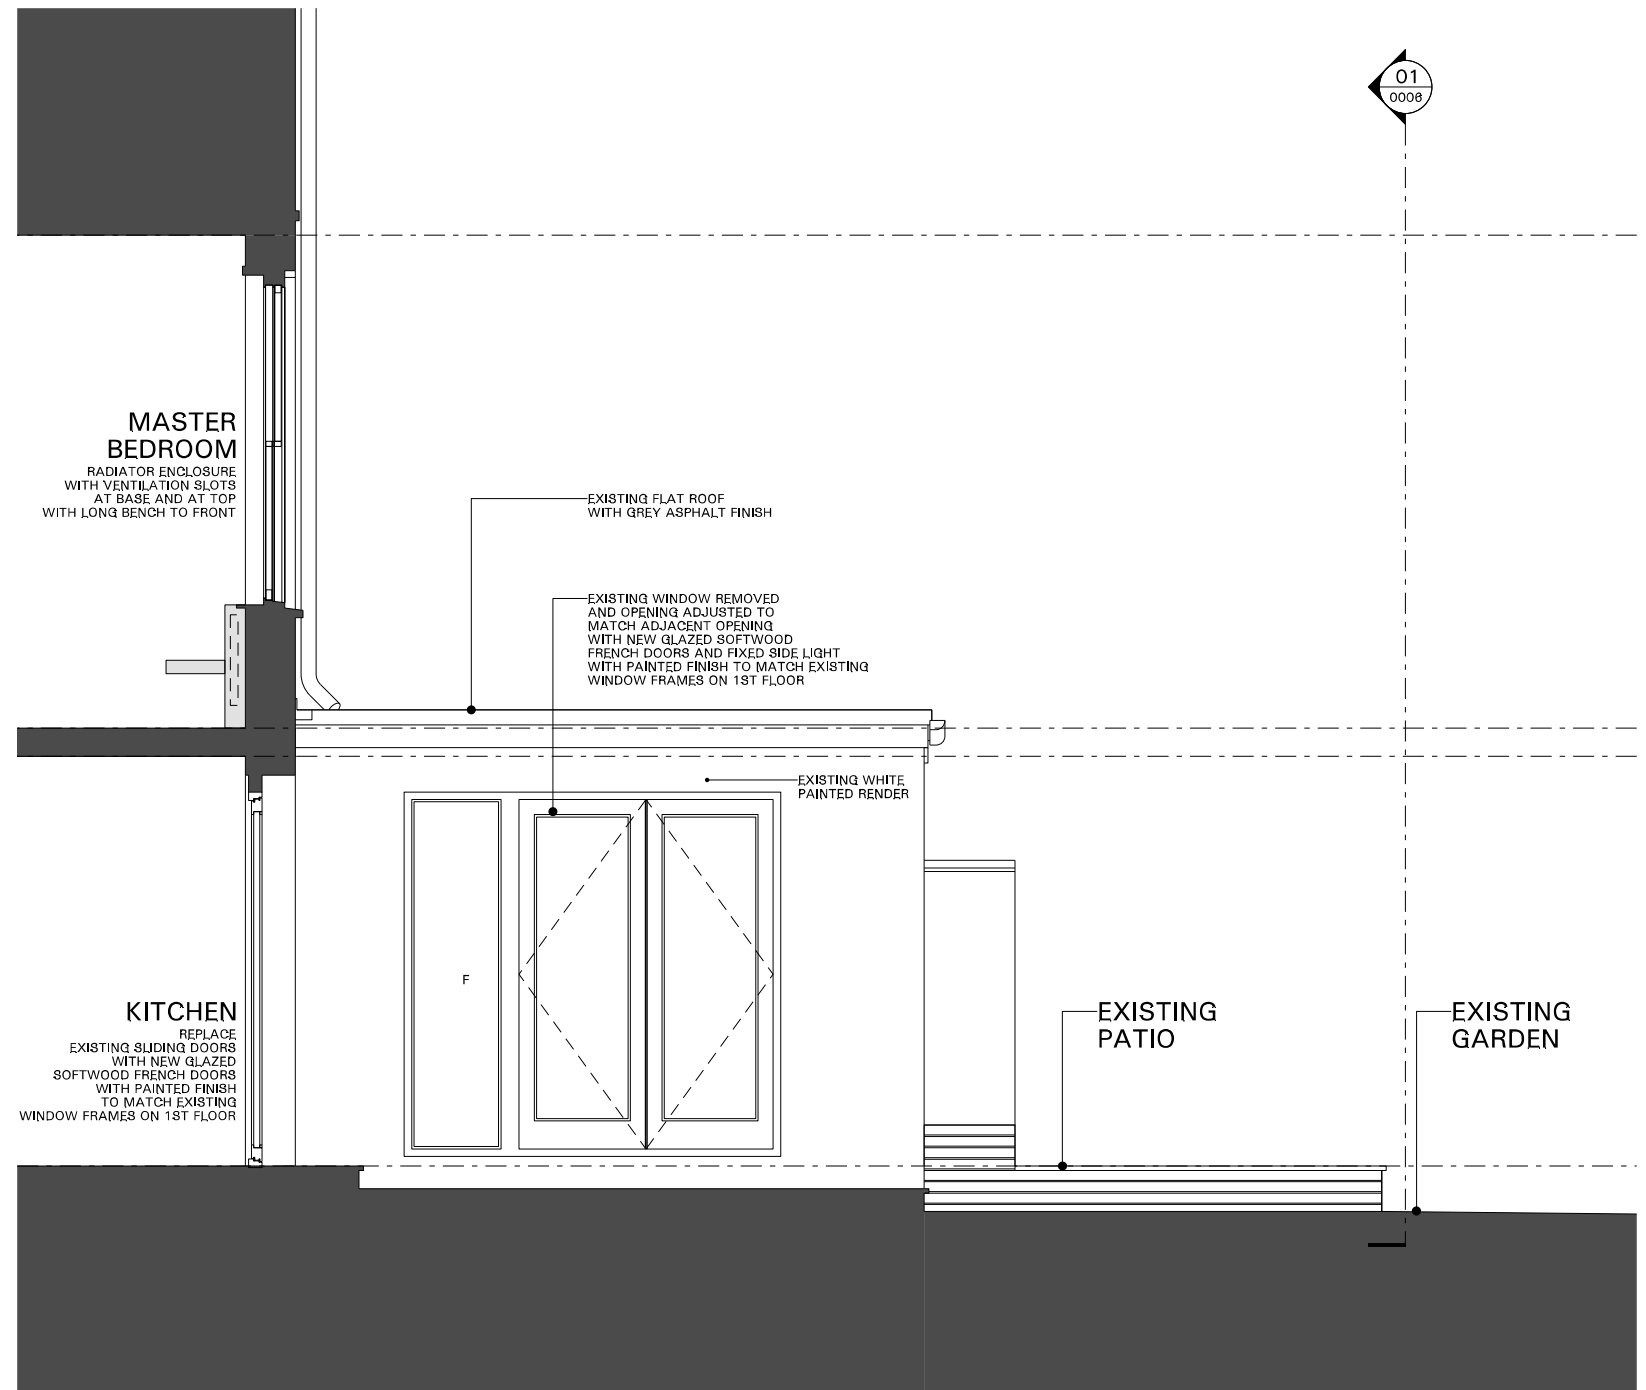 01
0006
MASTER
BEDROOM
RADIATOR ENCLOSURE
WITH VENTILATION SLOTS
AT BASE AND AT TOP
WITH LONG BENCH TO FRONT
EXISTING FLAT ROOF
WITH GREY ASPHALT FINISH
EXISTING WINDOW REMOVED
AND OPENING ADJUSTED TO
MATCH ADJACENT OPENING
WITH NEW GLAZED SOFTWOOD
FRENCH DOORS AND FIXED SIDE LIGHT
WITH PAINTED FINISH TO MATCH EXISTING
WINDOW FRAMES ON 1ST FLOOR
EXISTING WHITE
PAINTED RENDER
F
KITCHEN
REPLACE
EXISTING SLIDING DOORS
WITH NEW GLAZED
SOFTWOOD FRENCH DOORS
WITH PAINTED FINISH
TO MATCH EXISTING
WINDOW FRAMES ON 1ST FLOOR
EXISTING
PATIO
EXISTING
GARDEN